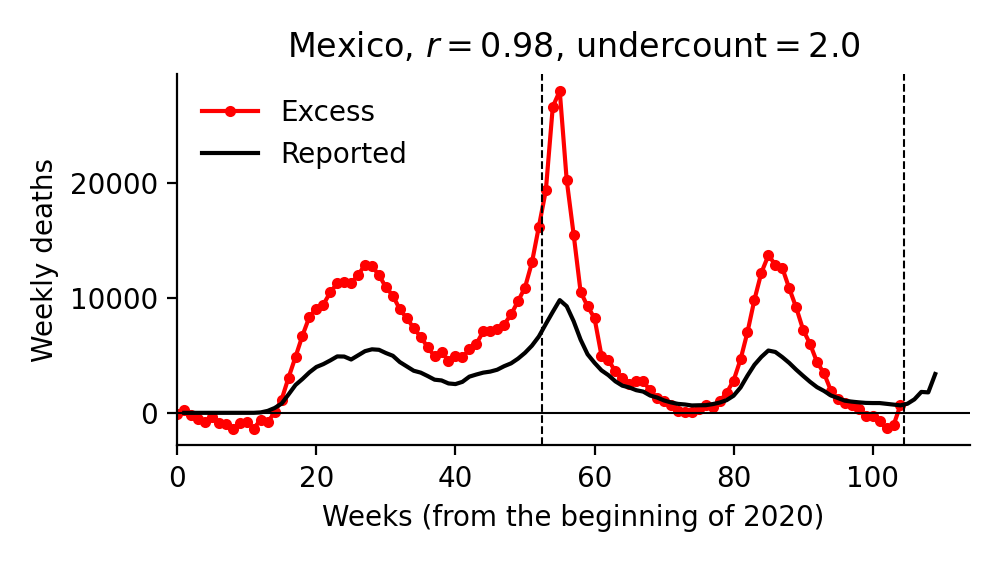 Mexico, r = 0.98, undercount = 2.0
Excess
Reported
Weekly deaths
20000
10000
0
0 20 40 60 80 100
Weeks (from the beginning of 2020)